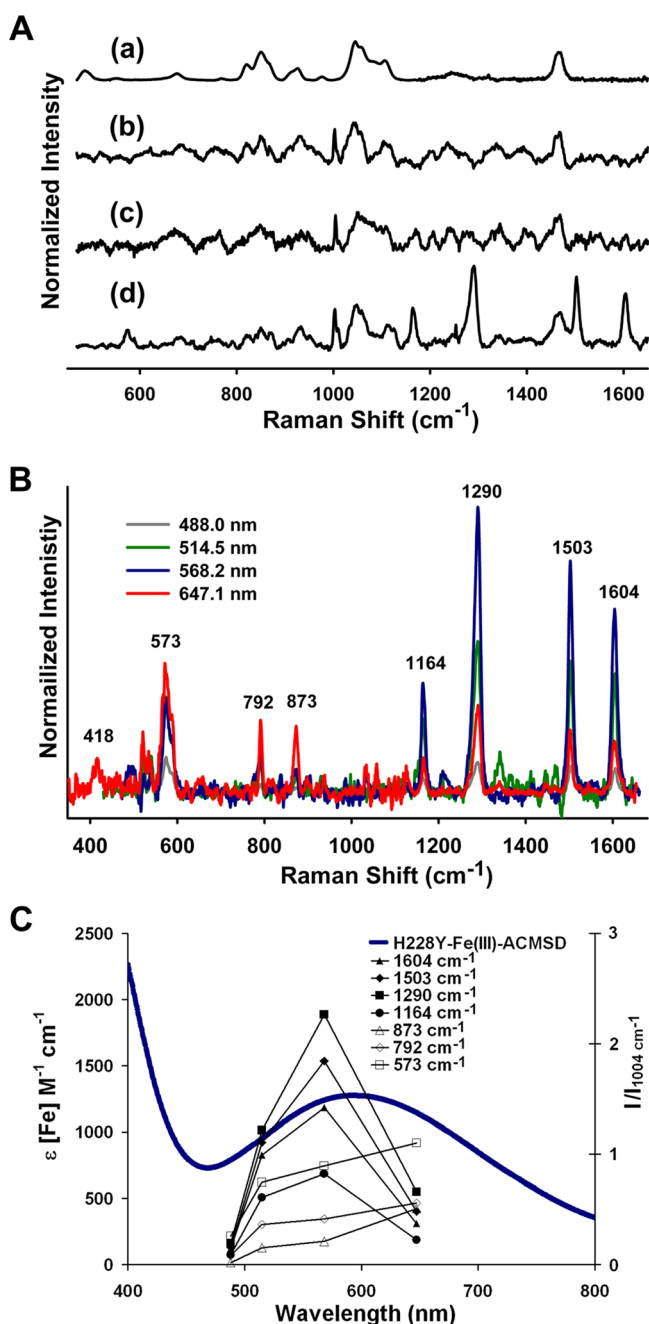 A
(a)
(b)
(c)
(d)
Normalized Intensity
600 800 1000 1200 1400 1600
Raman Shift (cm-1)
B
488.0 nm
514.5 nm
568.2 nm
647.1 nm
418
573
792
873
1164
1290
1503
1604
Normailized Intenistiy
400 600 800 1000 1200 1400 1600
Raman Shift (cm-1)
C
2500
2000
1500
1000
500
0
ε [Fe] M-1 cm-1
H228Y-Fe(III)-ACMSD
1604 cm-1
1503 cm-1
1290 cm-1
1164 cm-1
873 cm-1
792 cm-1
573 cm-1
3
2
1
0
I/I1004 cm-1
400 500 600 700 800
Wavelength (nm)